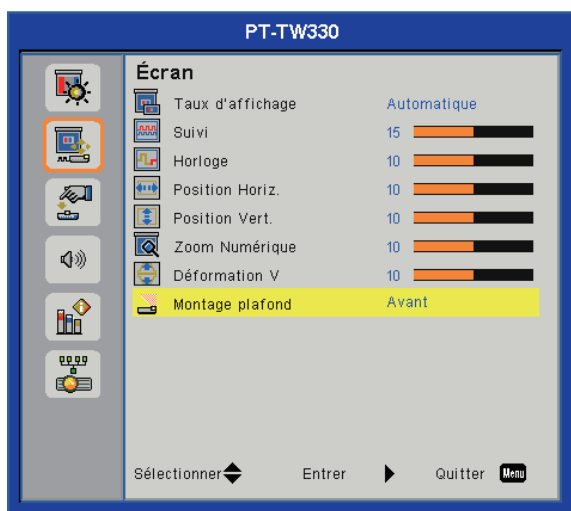 PT-TW330
Écran
Taux d'affichage Automatique
Suivi 15
Horloge 10
Position Horiz. 10
Position Vert. 10
Zoom Numérique 10
Déformation V 10
Montage plafond Avant
Sélectionner Entrer Quitter Menu